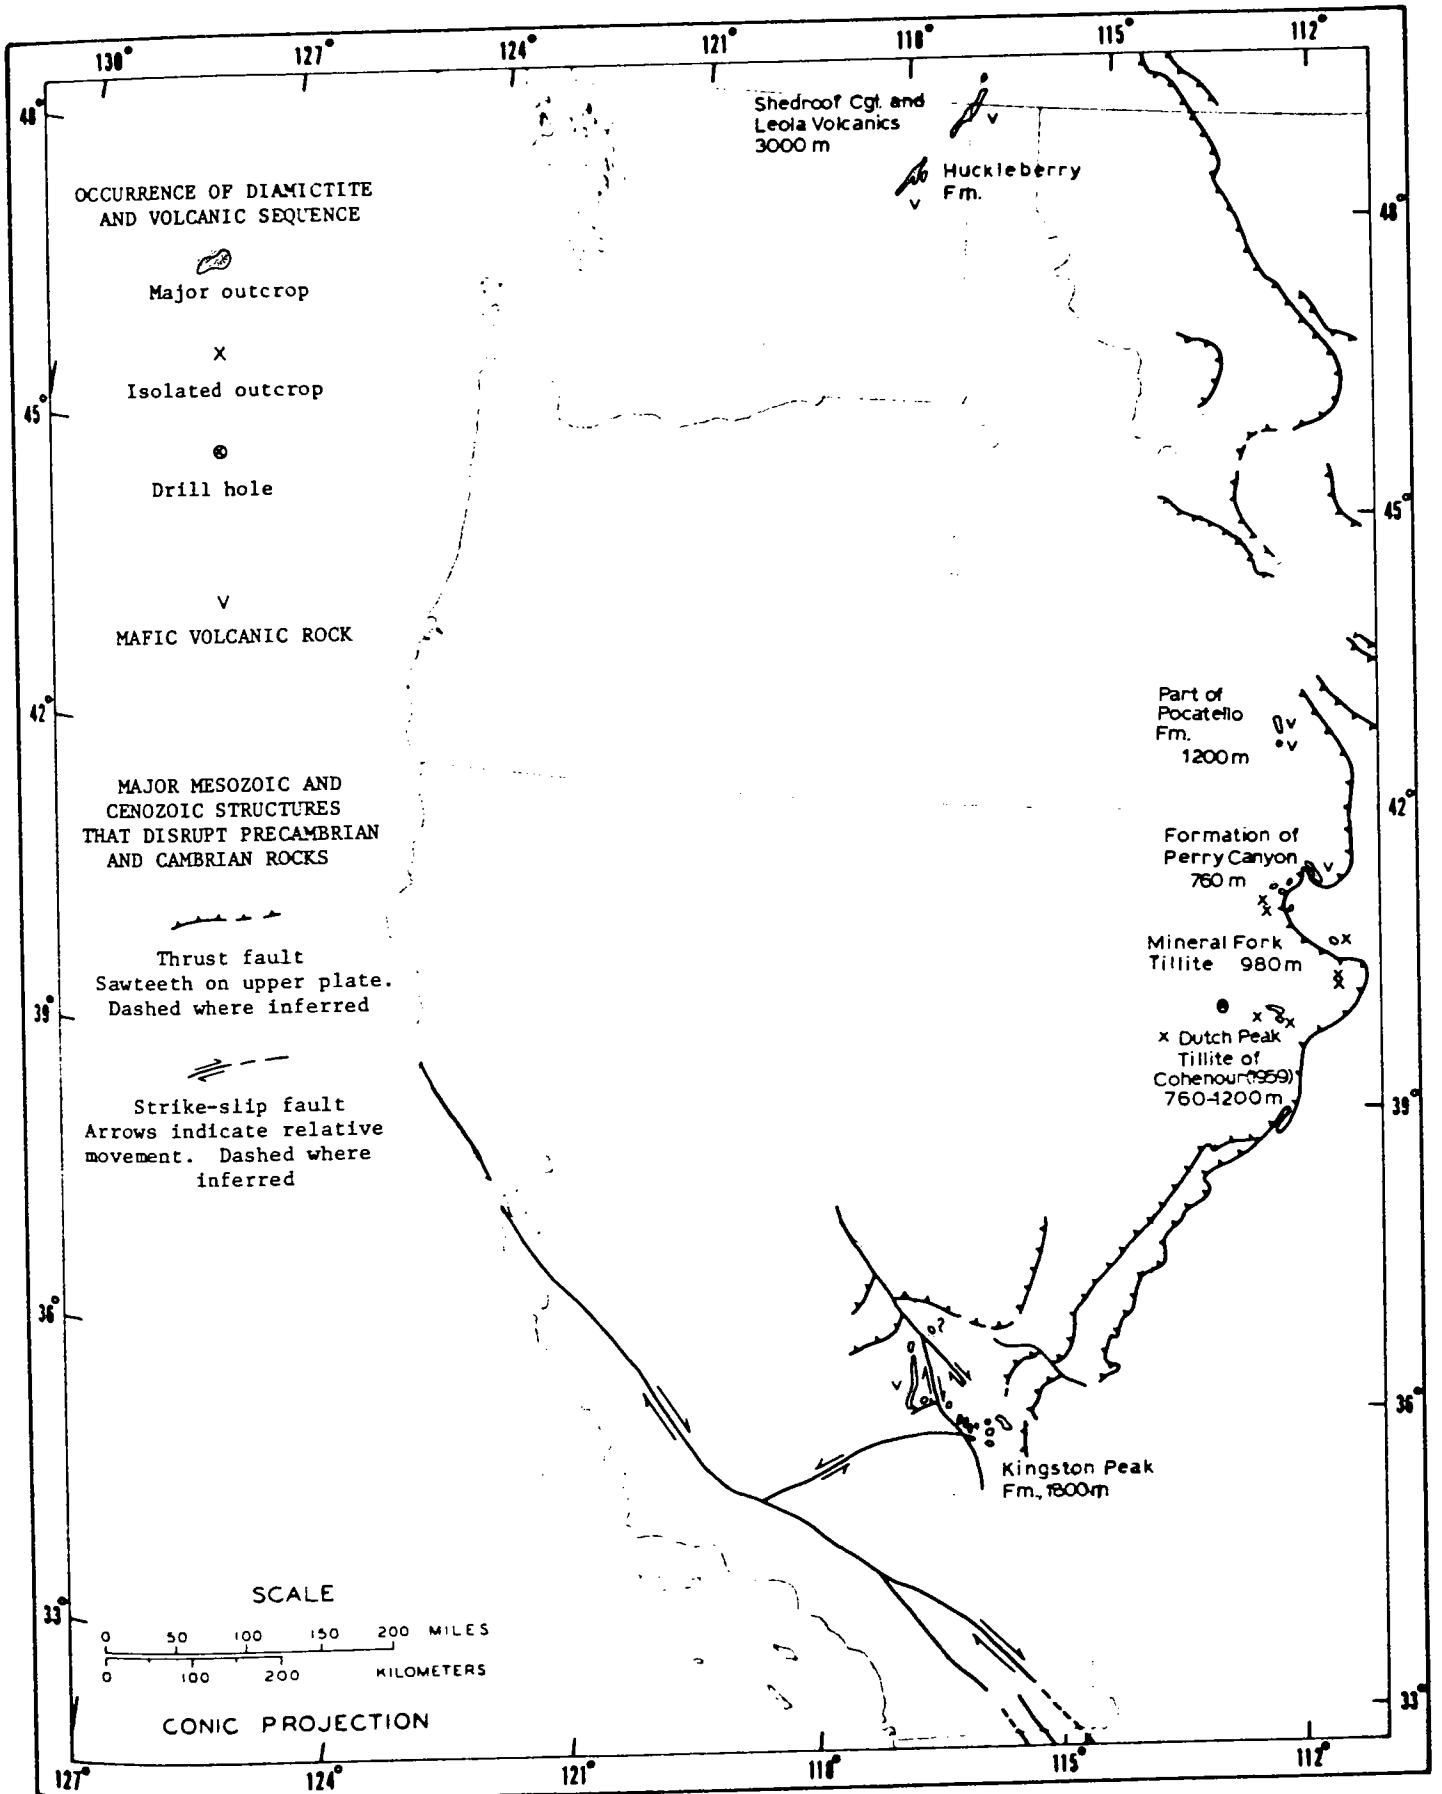 130° 127° 124° 121° 118° 115° 112°
48°
45°
42°
39°
36°
33°
OCCURRENCE OF DIAMICTITE
AND VOLCANIC SEQUENCE
Major outcrop
x
Isolated outcrop
Drill hole
v
MAFIC VOLCANIC ROCK
MAJOR MESOZOIC AND
CENOZOIC STRUCTURES
THAT DISRUPT PRECAMBRIAN
AND CAMBRIAN ROCKS
Thrust fault
Sawteeth on upper plate.
Dashed where inferred
Strike-slip fault
Arrows indicate relative
movement. Dashed where
inferred
SCALE
0 50 100 150 200 MILES
0 100 200 KILOMETERS
CONIC PROJECTION
Shedroof Cgt. and
Leola Volcanics
3000 m
v
Huckleberry
Fm.
v
Part of
Pocatello
Fm.
1200 m
v
v
Formation of
Perry Canyon
760 m
v
x
x
Mineral Fork
Tillite 980 m
x
x
x
x
x
x Dutch Peak
Tillite of
Cohenour (1959)
760-1200 m
?
v
Kingston Peak
Fm., 1800 m
48°
45°
42°
39°
36°
33°
127° 124° 121° 118° 115° 112°